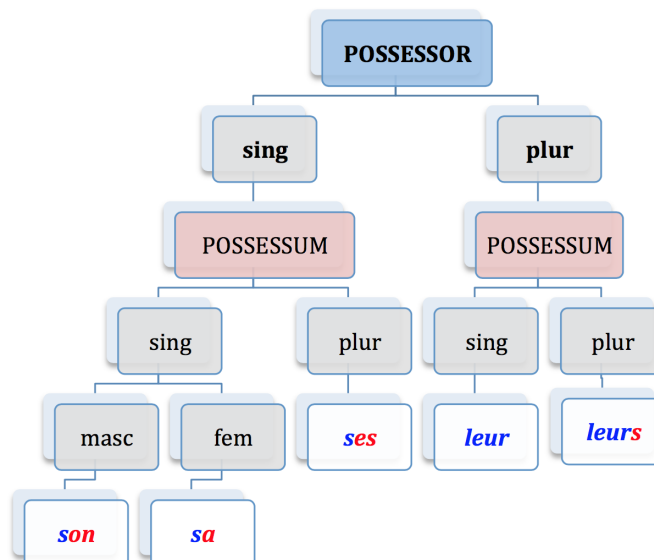 POSSESSOR
sing
plur
POSSESSUM
POSSESSUM
sing
plur
sing
plur
masc
fem
ses
leur
leurs
son
sa